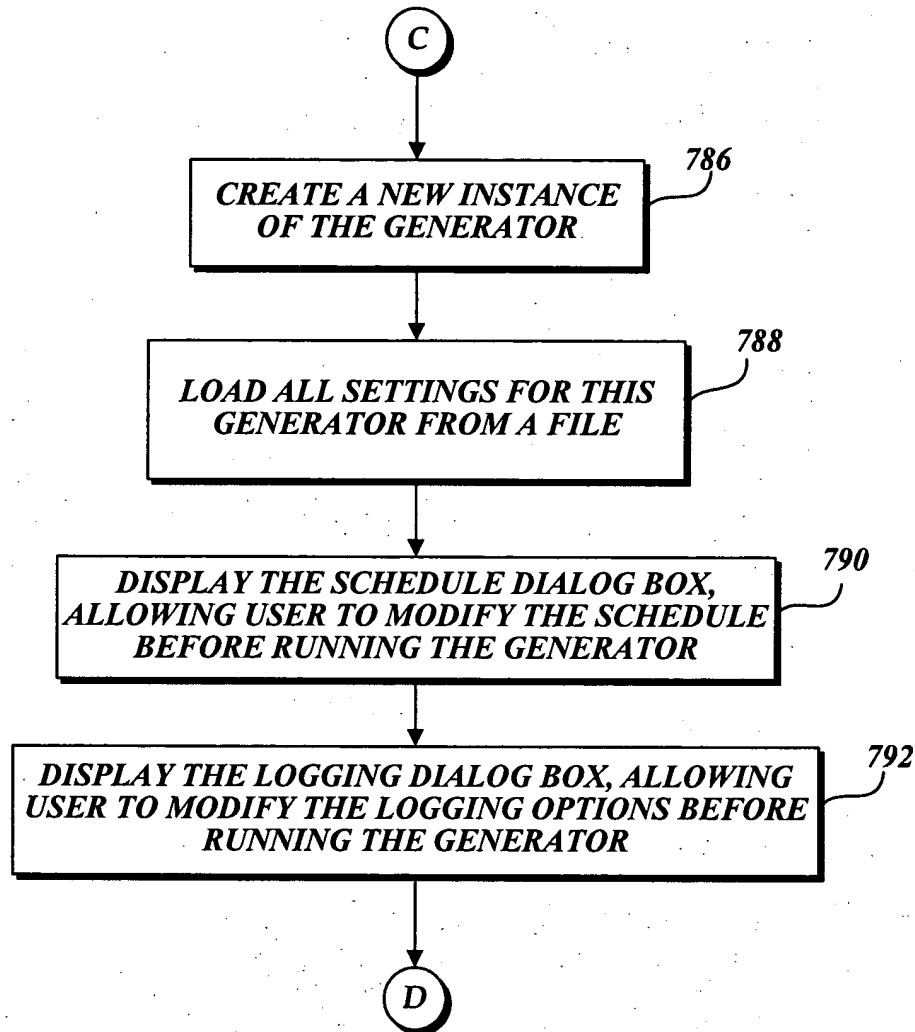 C
786
CREATE A NEW INSTANCE
OF THE GENERATOR
788
LOAD ALL SETTINGS FOR THIS
GENERATOR FROM A FILE
790
DISPLAY THE SCHEDULE DIALOG BOX,
ALLOWING USER TO MODIFY THE SCHEDULE
BEFORE RUNNING THE GENERATOR
792
DISPLAY THE LOGGING DIALOG BOX, ALLOWING
USER TO MODIFY THE LOGGING OPTIONS BEFORE
RUNNING THE GENERATOR
D